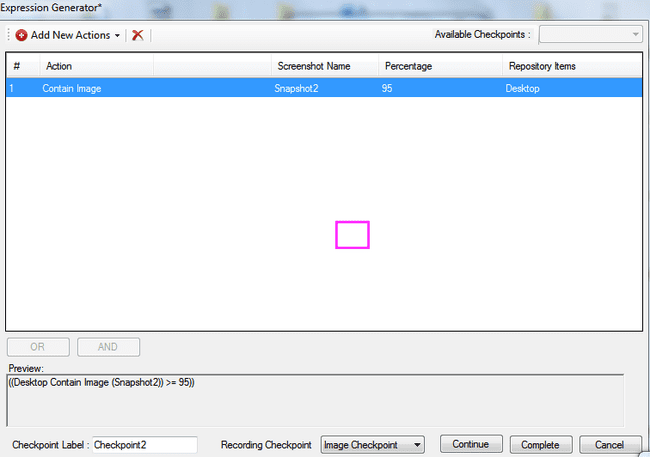 Expression Generator*
Add New Actions
Available Checkpoints :
# Action Screenshot Name Percentage Repository Items
1 Contain Image Snapshot2 95 Desktop
OR AND
Preview:
((Desktop Contain Image (Snapshot2)) >= 95))
Checkpoint Label : Checkpoint2 Recording Checkpoint Image Checkpoint Continue Complete Cancel